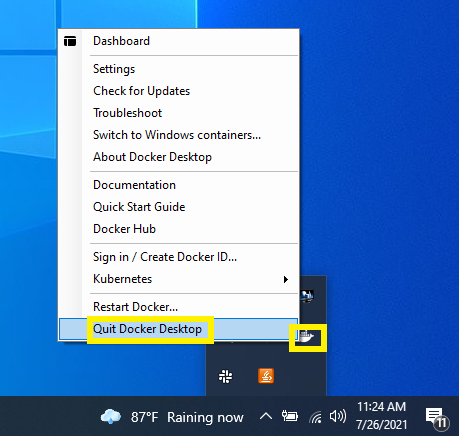 Dashboard
Settings
Check for Updates
Troubleshoot
Switch to Windows containers...
About Docker Desktop
Documentation
Quick Start Guide
Docker Hub
Sign in / Create Docker ID...
Kubernetes
Restart Docker...
Quit Docker Desktop
87°F Raining now
11:24 AM
7/26/2021
11